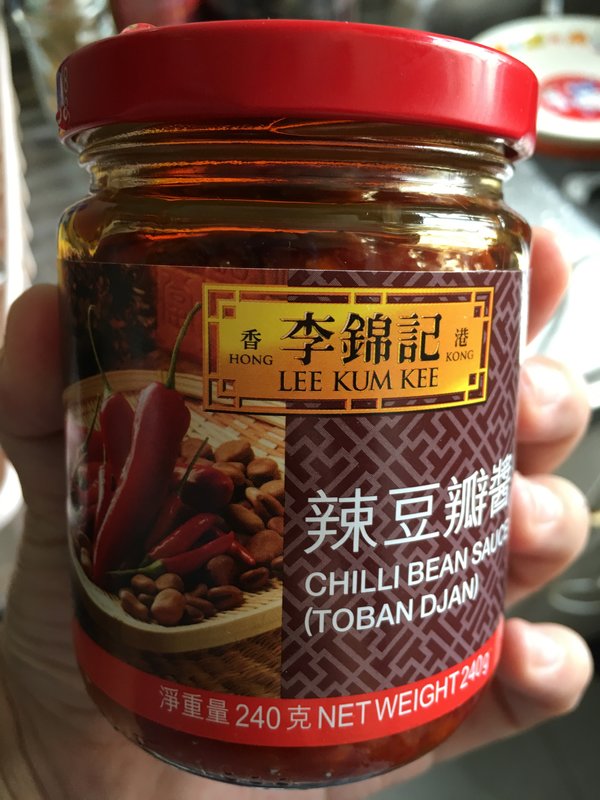 香 HONG
李錦記
LEE KUM KEE
港 KONG
辣豆瓣醬
CHILLI BEAN SAUCE
(TOBAN DJAN)
淨重量 240 克 NET WEIGHT 240g